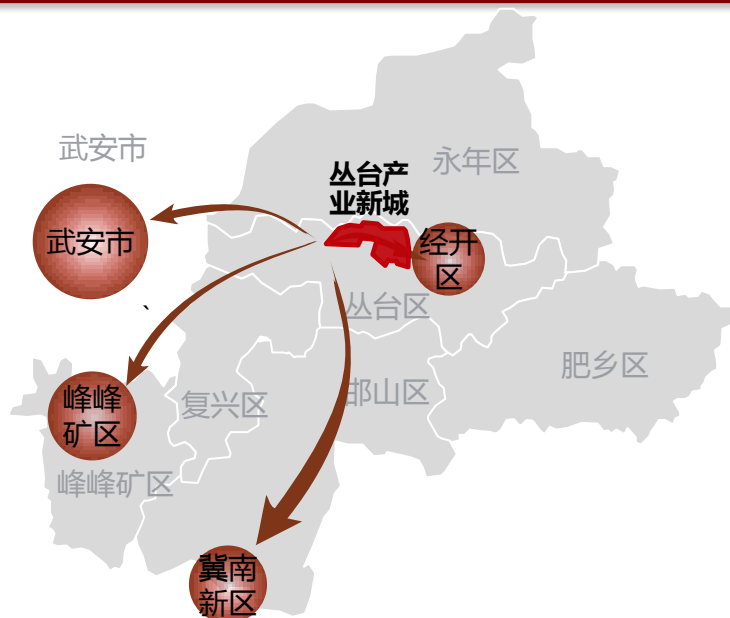 武安市
永年区
丛台产
业新城
武安市
经开
区
丛台区
、
肥乡区
峰峰
矿区
复兴区
邯山区
峰峰矿区
冀南
新区